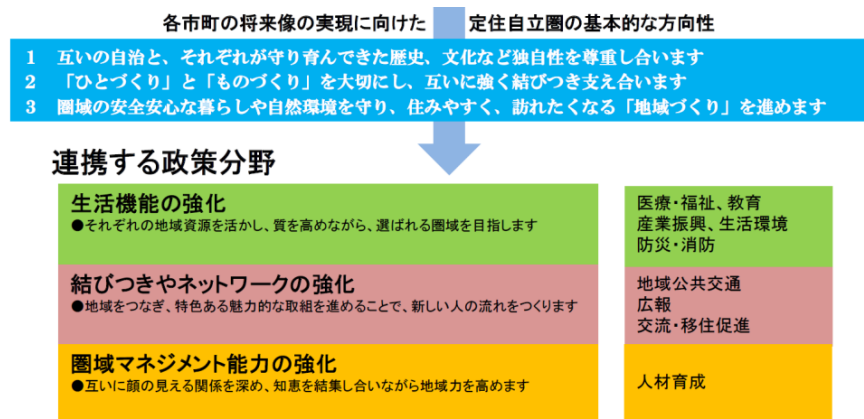 各市町の将来像の実現に向けた 定住自立圏の基本的な方向性
1 互いの自治と、それぞれが守り育んできた歴史、文化など独自性を尊重し合います
2 「ひとづくり」と「ものづくり」を大切にし、互いに強く結びつき支え合います
3 圏域の安全安心な暮らしや自然環境を守り、住みやすく、訪れたくなる「地域づくり」を進めます
連携する政策分野
生活機能の強化
●それぞれの地域資源を活かし、質を高めながら、選ばれる圏域を目指します
医療・福祉、教育
産業振興、生活環境
防災・消防
結びつきやネットワークの強化
●地域をつなぎ、特色ある魅力的な取組を進めることで、新しい人の流れをつくります
地域公共交通
広報
交流・移住促進
圏域マネジメント能力の強化
●互いに顔の見える関係を深め、知恵を結集し合いながら地域力を高めます
人材育成